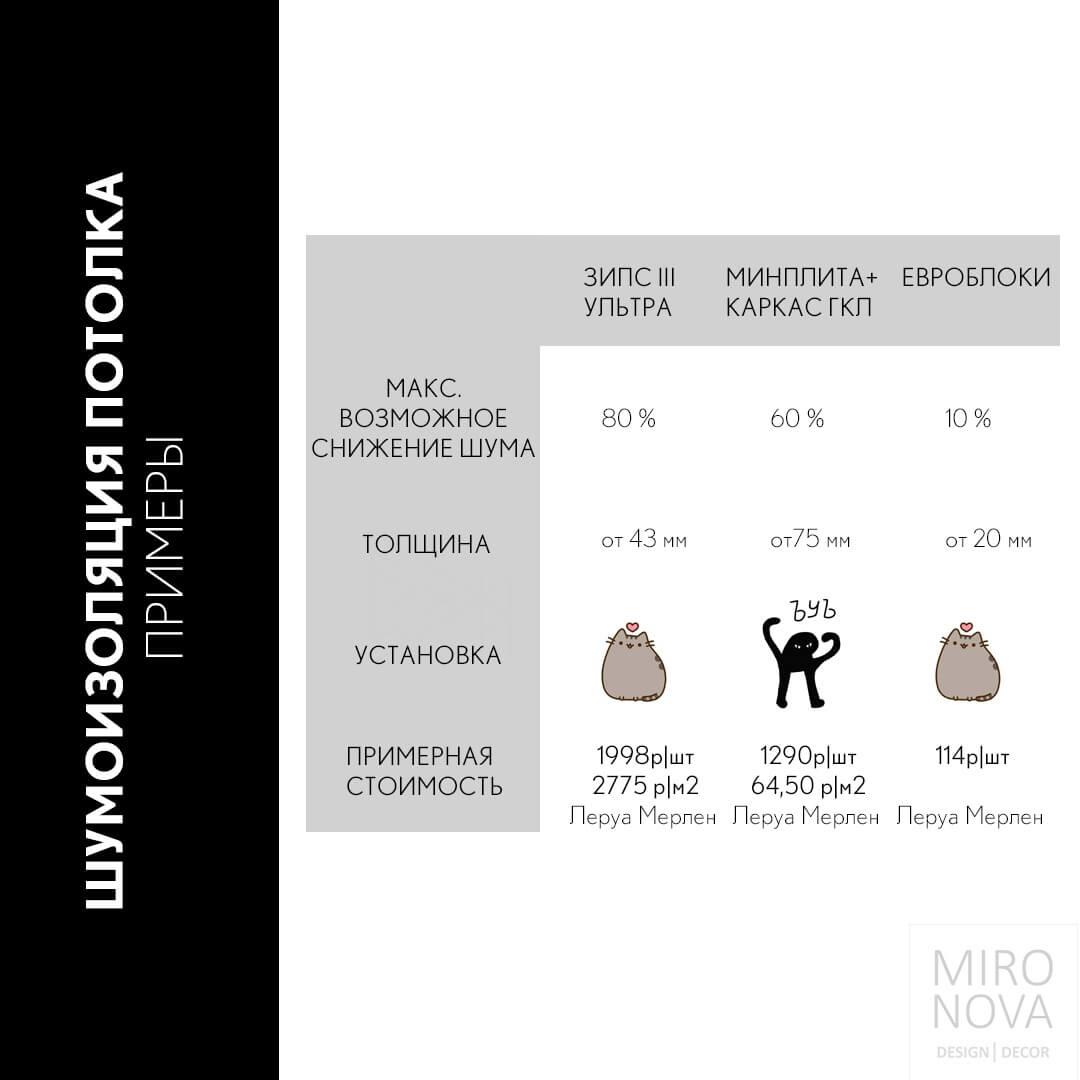 ШУМОИЗОЛЯЦИЯ ПОТОЛКА
ПРИМЕРЫ
ЗИПС III
УЛЬТРА
МИНПЛИТА+
КАРКАС ГКЛ
ЕВРОБЛОКИ
МАКС.
ВОЗМОЖНОЕ
СНИЖЕНИЕ ШУМА
80 %
60 %
10 %
ТОЛЩИНА
от 43 мм
от75 мм
от 20 мм
УСТАНОВКА
ЪУЪ
ПРИМЕРНАЯ
СТОИМОСТЬ
1998р|шт
2775 р|м2
Леруа Мерлен
1290р|шт
64,50 р|м2
Леруа Мерлен
114р|шт
Леруа Мерлен
MIRO
NOVA
DESIGN|DECOR